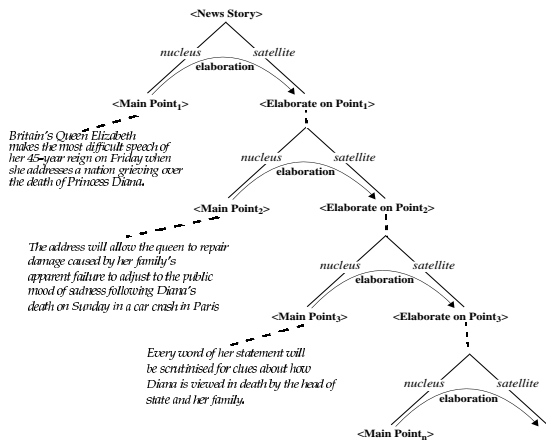 <News Story>
nucleus satellite
elaboration
<Main Point1> <Elaborate on Point1>
Britain's Queen Elizabeth
makes the most difficult speech of
her 45-year reign on Friday when
she addresses a nation grieving over
the death of Princess Diana.
nucleus satellite
elaboration
<Main Point2> <Elaborate on Point2>
The address will allow the queen to repair
damage caused by her family's
apparent failure to adjust to the public
mood of sadness following Diana's
death on Sunday in a car crash in Paris
nucleus satellite
elaboration
<Main Point3> <Elaborate on Point3>
Every word of her statement will
be scrutinised for clues about how
Diana is viewed in death by the head of
state and her family.
nucleus satellite
elaboration
<Main Pointn>